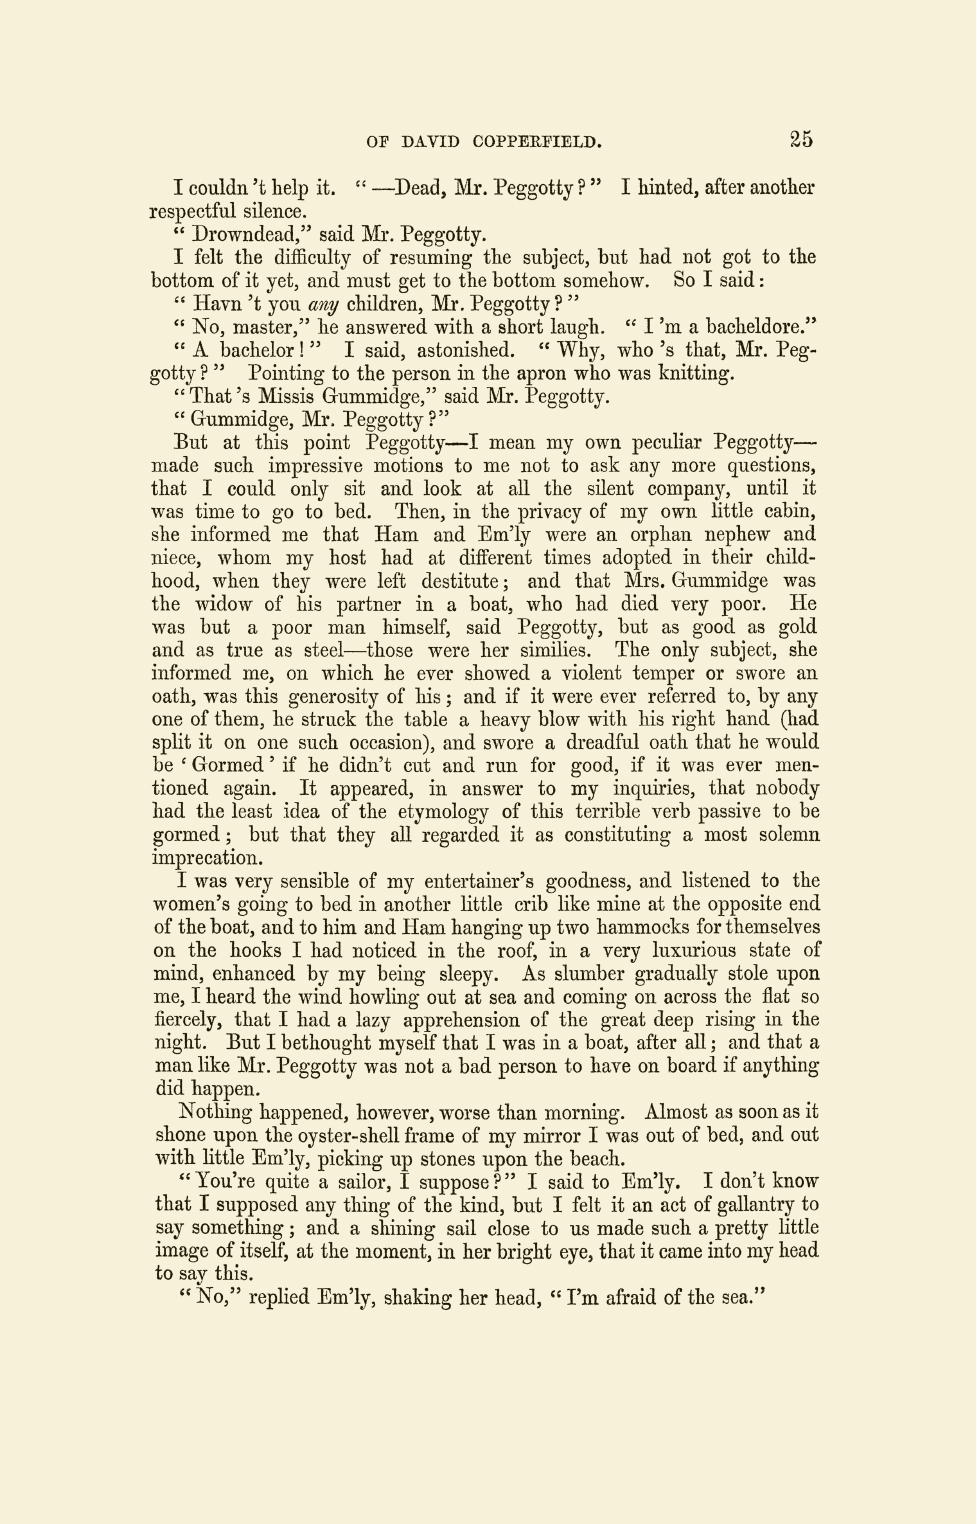 OF DAVID COPPERFIELD. 25
I couldn 't help it. “ —Dead, Mr. Peggotty ? ” I hinted, after another
respectful silence.
“ Drowndead,” said Mr. Peggotty.
I felt the difficulty of resuming the subject, but had not got to the
bottom of it yet, and must get to the bottom somehow. So I said :
“ Havn 't you any children, Mr. Peggotty ? ”
“ No, master,” he answered with a short laugh. “ I 'm a bacheldore.”
“ A bachelor ! ” I said, astonished. “ Why, who 's that, Mr. Peg-
gotty ? ” Pointing to the person in the apron who was knitting.
“ That 's Missis Gummidge,” said Mr. Peggotty.
“ Gummidge, Mr. Peggotty ?”
But at this point Peggotty—I mean my own peculiar Peggotty—
made such impressive motions to me not to ask any more questions,
that I could only sit and look at all the silent company, until it
was time to go to bed. Then, in the privacy of my own little cabin,
she informed me that Ham and Em’ly were an orphan nephew and
niece, whom my host had at different times adopted in their child-
hood, when they were left destitute ; and that Mrs. Gummidge was
the widow of his partner in a boat, who had died very poor. He
was but a poor man himself, said Peggotty, but as good as gold
and as true as steel—those were her similies. The only subject, she
informed me, on which he ever showed a violent temper or swore an
oath, was this generosity of his ; and if it were ever referred to, by any
one of them, he struck the table a heavy blow with his right hand (had
split it on one such occasion), and swore a dreadful oath that he would
be ‘ Gormed ’ if he didn’t cut and run for good, if it was ever men-
tioned again. It appeared, in answer to my inquiries, that nobody
had the least idea of the etymology of this terrible verb passive to be
gormed ; but that they all regarded it as constituting a most solemn
imprecation.
I was very sensible of my entertainer’s goodness, and listened to the
women’s going to bed in another little crib like mine at the opposite end
of the boat, and to him and Ham hanging up two hammocks for themselves
on the hooks I had noticed in the roof, in a very luxurious state of
mind, enhanced by my being sleepy. As slumber gradually stole upon
me, I heard the wind howling out at sea and coming on across the flat so
fiercely, that I had a lazy apprehension of the great deep rising in the
night. But I bethought myself that I was in a boat, after all ; and that a
man like Mr. Peggotty was not a bad person to have on board if anything
did happen.
Nothing happened, however, worse than morning. Almost as soon as it
shone upon the oyster-shell frame of my mirror I was out of bed, and out
with little Em’ly, picking up stones upon the beach.
“ You’re quite a sailor, I suppose ?” I said to Em’ly. I don’t know
that I supposed any thing of the kind, but I felt it an act of gallantry to
say something ; and a shining sail close to us made such a pretty little
image of itself, at the moment, in her bright eye, that it came into my head
to say this.
“ No,” replied Em’ly, shaking her head, “ I’m afraid of the sea.”